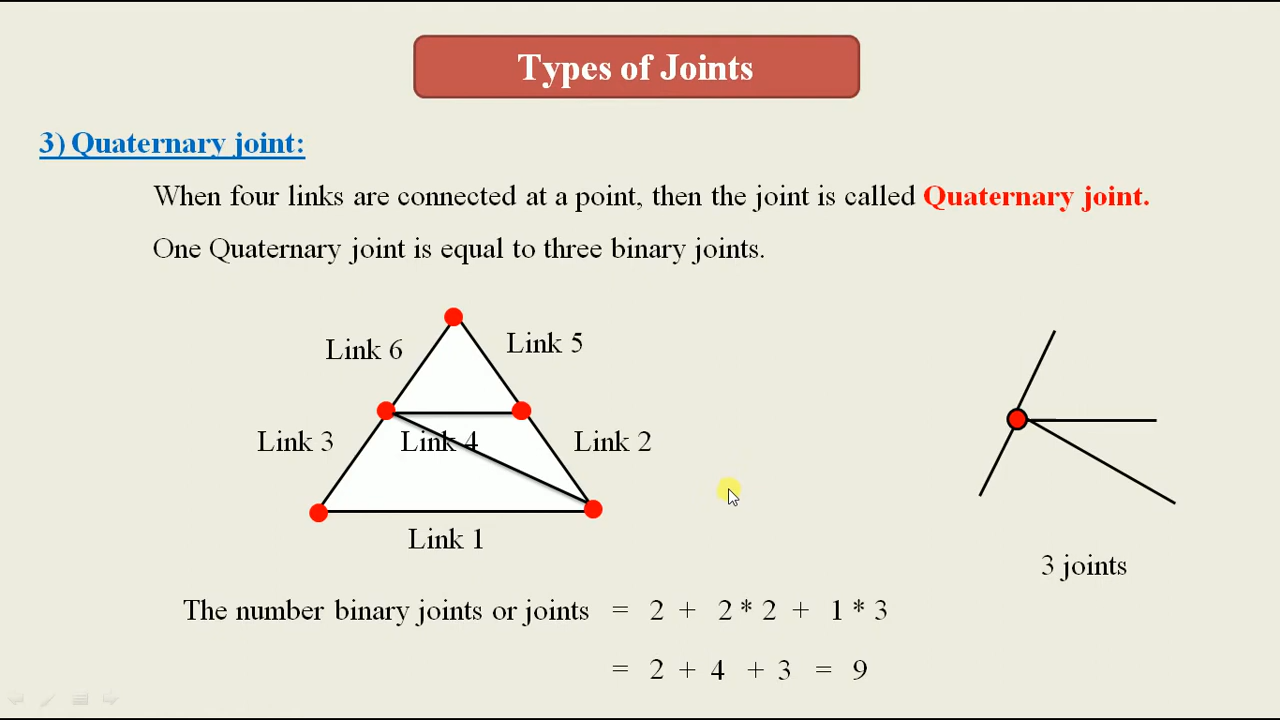 Types of Joints
3) Quaternary joint:
When four links are connected at a point, then the joint is called Quaternary joint.
One Quaternary joint is equal to three binary joints.
Link 6
Link 5
Link 3
Link 4
Link 2
Link 1
3 joints
The number binary joints or joints = 2 + 2 * 2 + 1 * 3
= 2 + 4 + 3 = 9